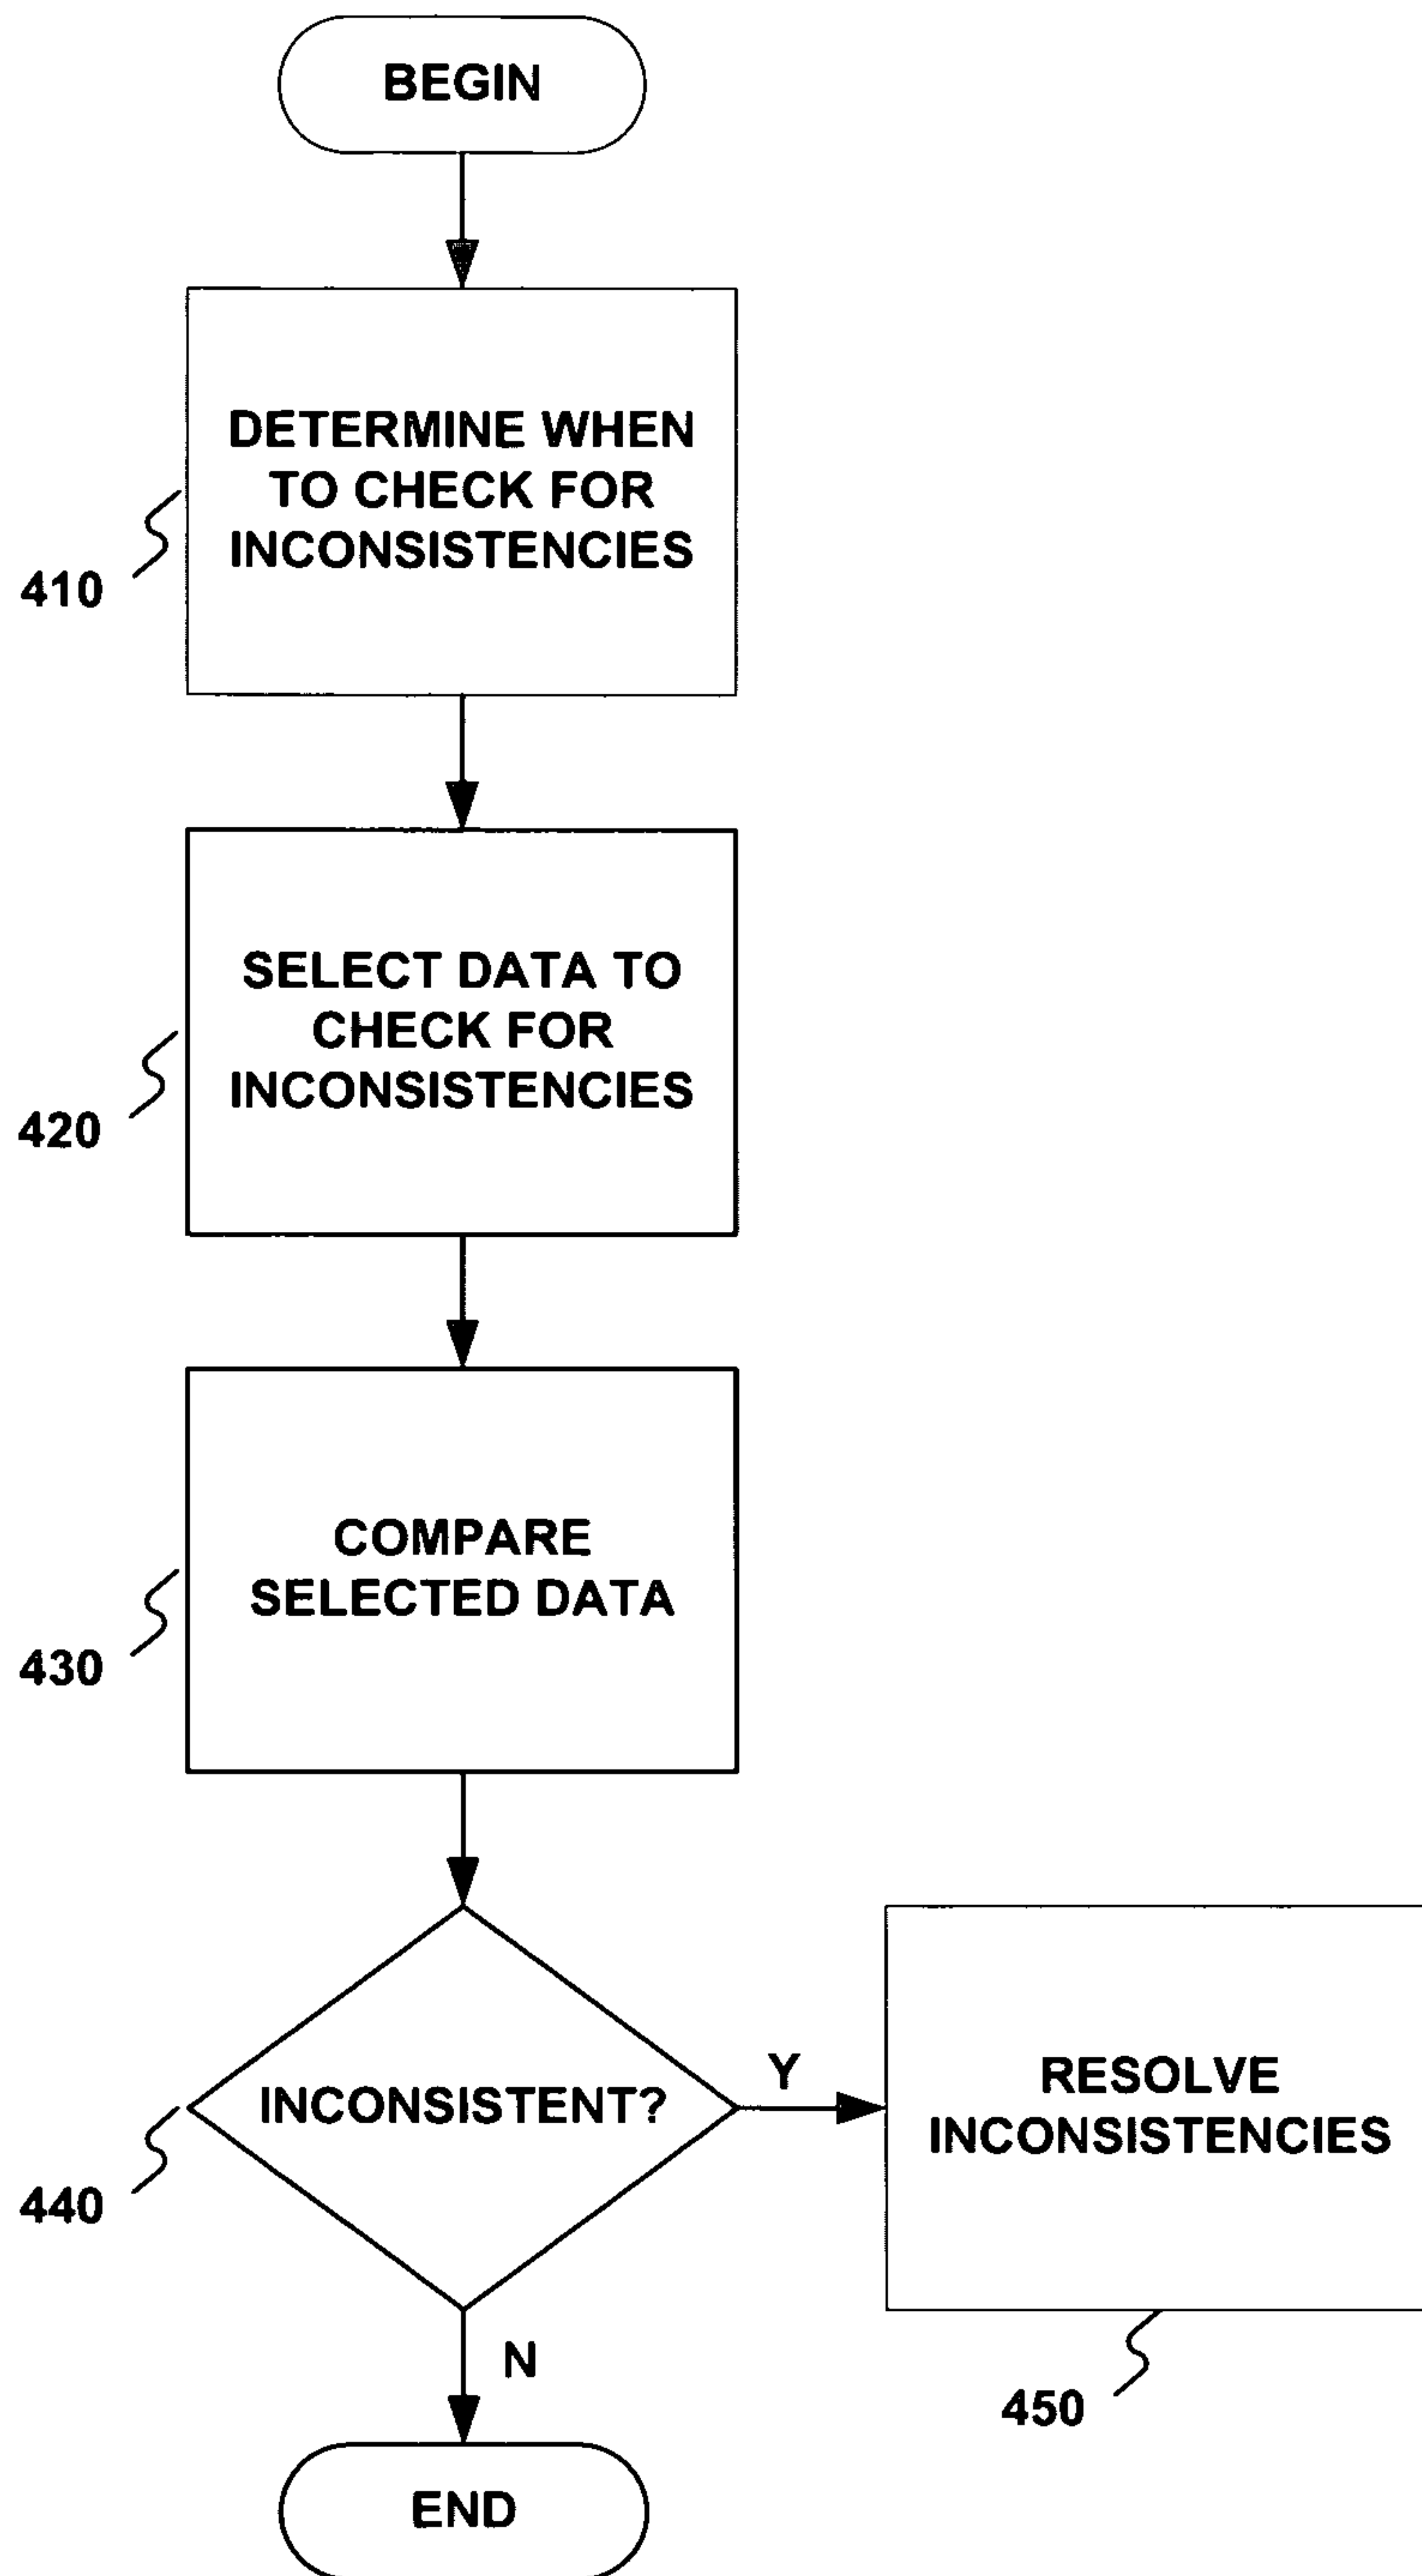 BEGIN
DETERMINE WHEN
TO CHECK FOR
INCONSISTENCIES
410
SELECT DATA TO
CHECK FOR
INCONSISTENCIES
420
COMPARE
SELECTED DATA
430
INCONSISTENT?
440
Y
RESOLVE
INCONSISTENCIES
450
N
END